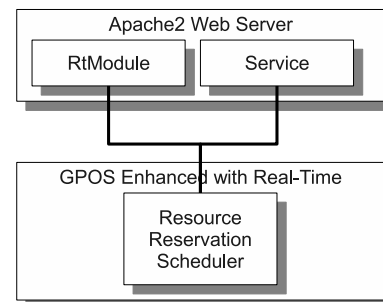 Apache2 Web Server
RtModule
Service
GPOS Enhanced with Real-Time
Resource
Reservation
Scheduler